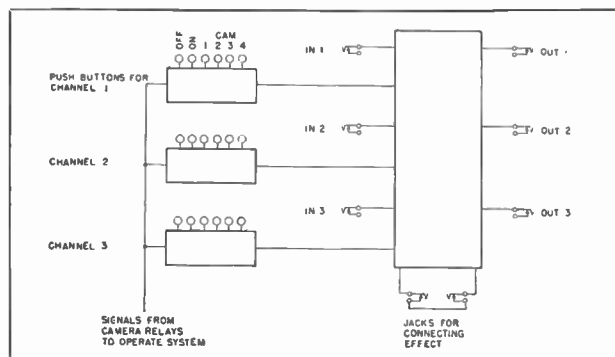 OFF ON 1 CAM 2 3 4
PUSH BUTTONS FOR
CHANNEL 1
CHANNEL 2
CHANNEL 3
SIGNALS FROM
CAMERA RELAYS
TO OPERATE SYSTEM
IN 1
IN 2
IN 3
OUT 1
OUT 2
OUT 3
JACKS FOR
CONNECTING
EFFECT